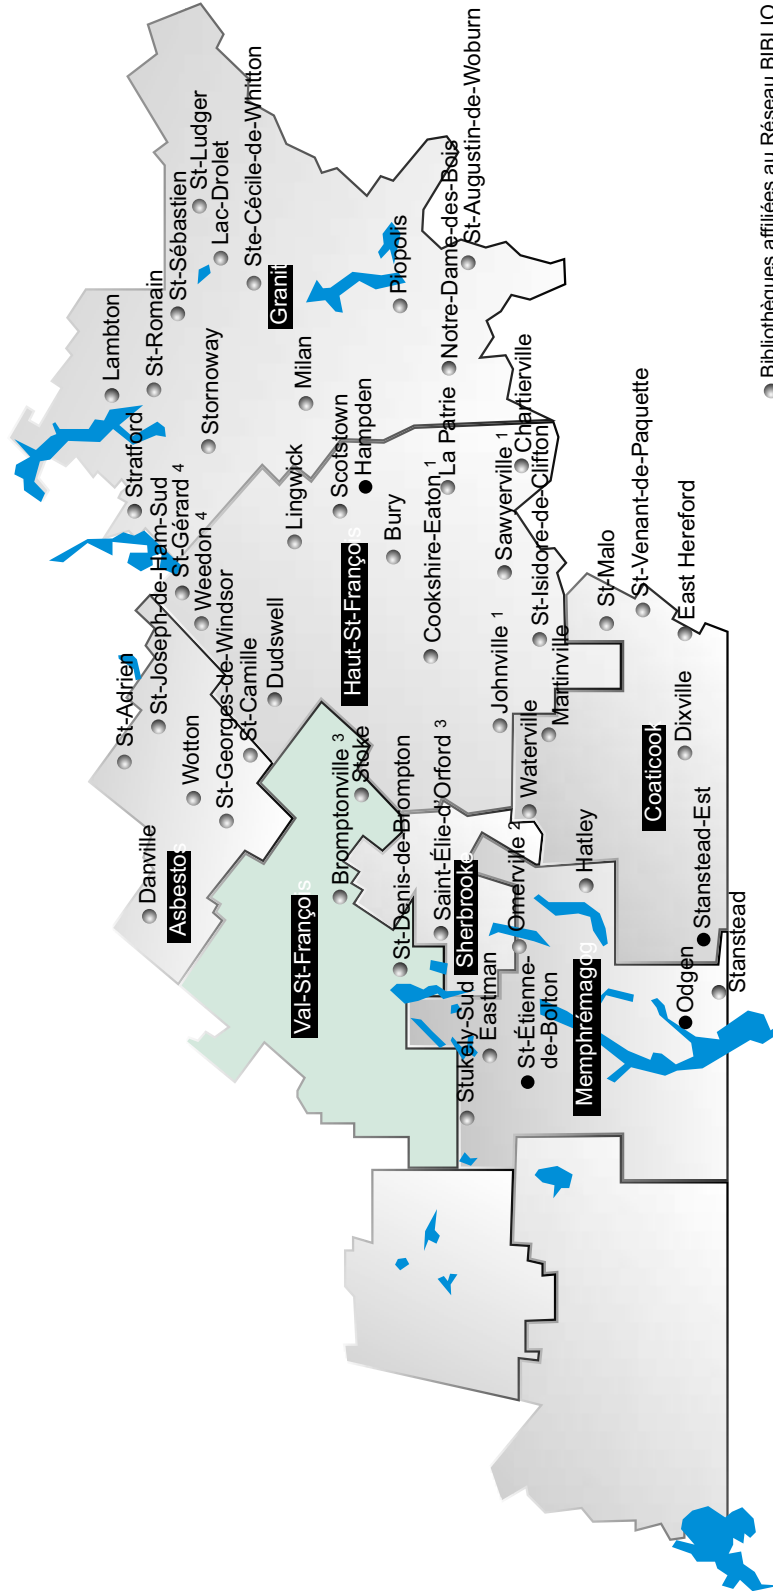 Lambton
St-Romain
St-Sébastien
St-Ludger
Lac-Drolet
Ste-Cécile-de-Whitton
Granit
Stratford
Stornoway
Milan
Piopolis
Notre-Dame-des-Bois
St-Augustin-de-Woburn
St-Adrien
St-Joseph-de-Ham-Sud
St-Gérard 4
Weedon 4
Lingwick
Scotstown
Hampden
La Patrie
Chartierville
Danville
Asbestos
Wotton
St-Georges-de-Windsor
St-Camille
Dudswell
Haut-St-François
Bury
Cookshire-Eaton 1
Sawyerville 1
St-Isidore-de-Clifton
Johnville 1
Martinville
Val-St-François
Bromptonville 3
Stoke
St-Denis-de-Brompton
Saint-Élie-d'Orford 3
Sherbrooke
Waterville
Omerville 2
Hatley
St-Malo
St-Venant-de-Paquette
East Hereford
Dixville
Coaticook
Stanstead-Est
Stanstead
Odgen
Stukely-Sud
Eastman
St-Étienne-
de-Bolton
Memphrémagog
Bibliothèques affiliées au Réseau BIBLIO